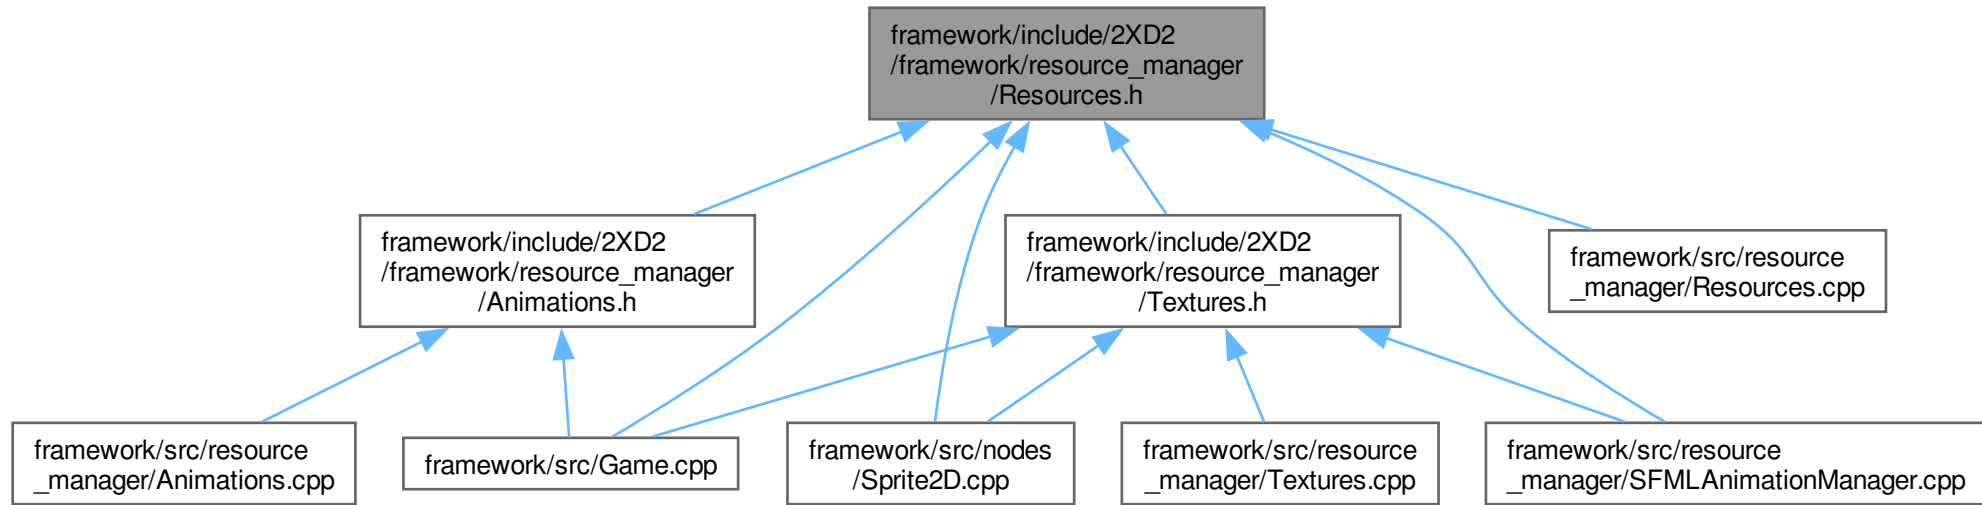 framework/include/2XD2
/framework/resource_manager
/Resources.h
framework/include/2XD2
/framework/resource_manager
/Animations.h
framework/include/2XD2
/framework/resource_manager
/Textures.h
framework/src/resource
_manager/Resources.cpp
framework/src/resource
_manager/Animations.cpp
framework/src/Game.cpp
framework/src/nodes
/Sprite2D.cpp
framework/src/resource
_manager/Textures.cpp
framework/src/resource
_manager/SFMLAnimationManager.cpp